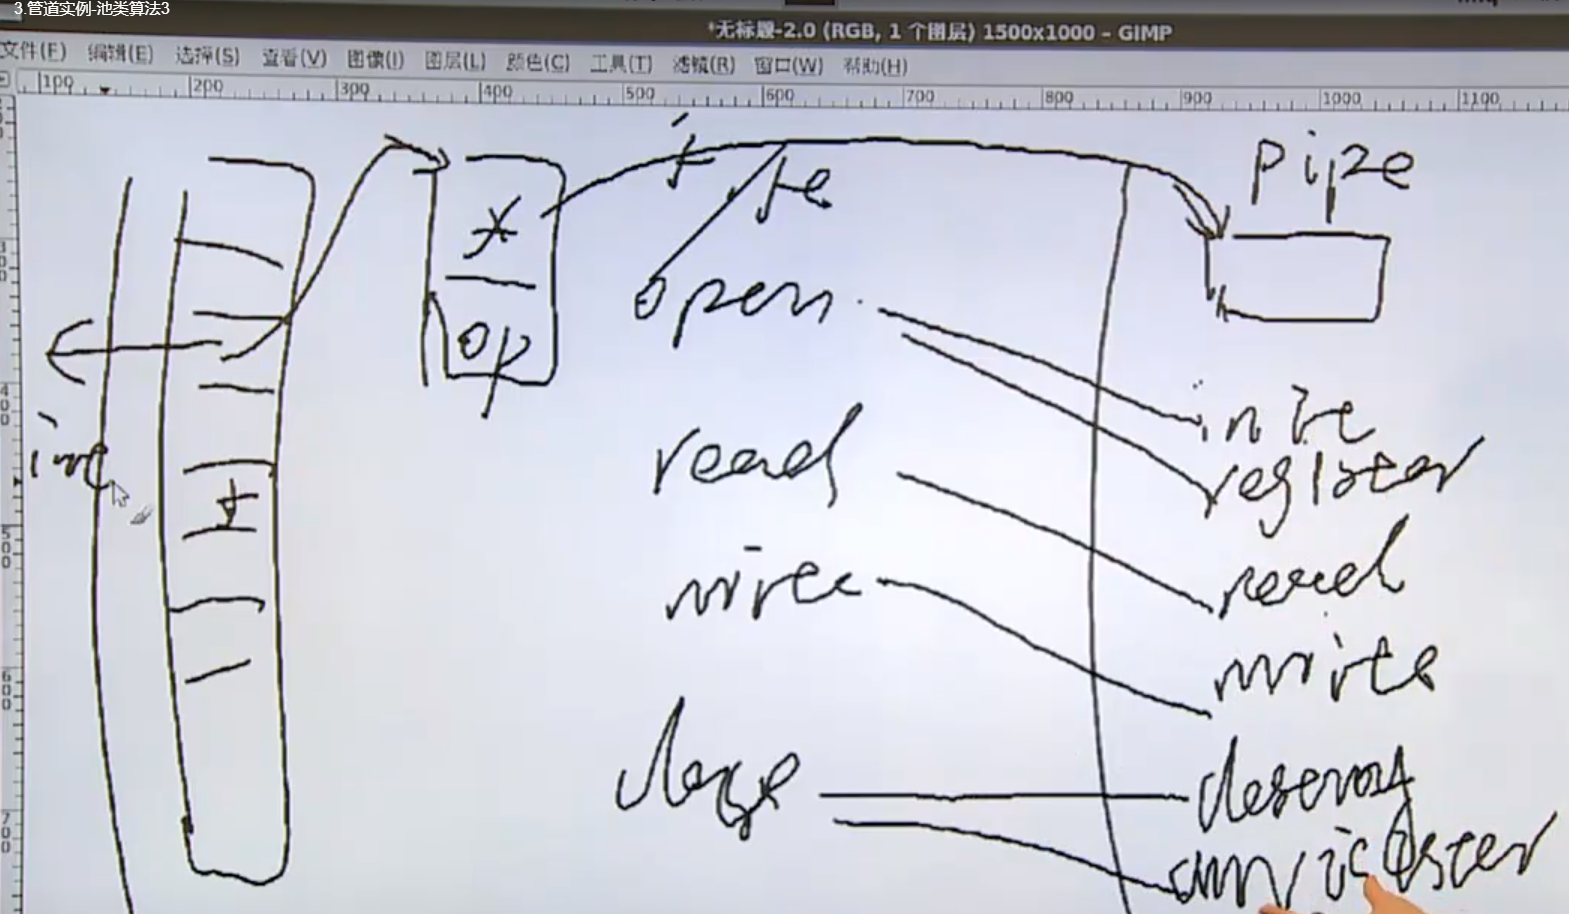 3.管道实例-池类算法3
*无标题-2.0 (RGB, 1 个图层) 1500x1000 – GIMP
文件(F) 编辑(E) 选择(S) 查看(V) 图像(I) 图层(L) 颜色(C) 工具(T) 滤镜(R) 窗口(W) 帮助(H)
100 200 300 400 500 600 700 800 900 1000 1100
pipe
*
op
open
read
write
close
int
init
register
read
write
destroy
unregister